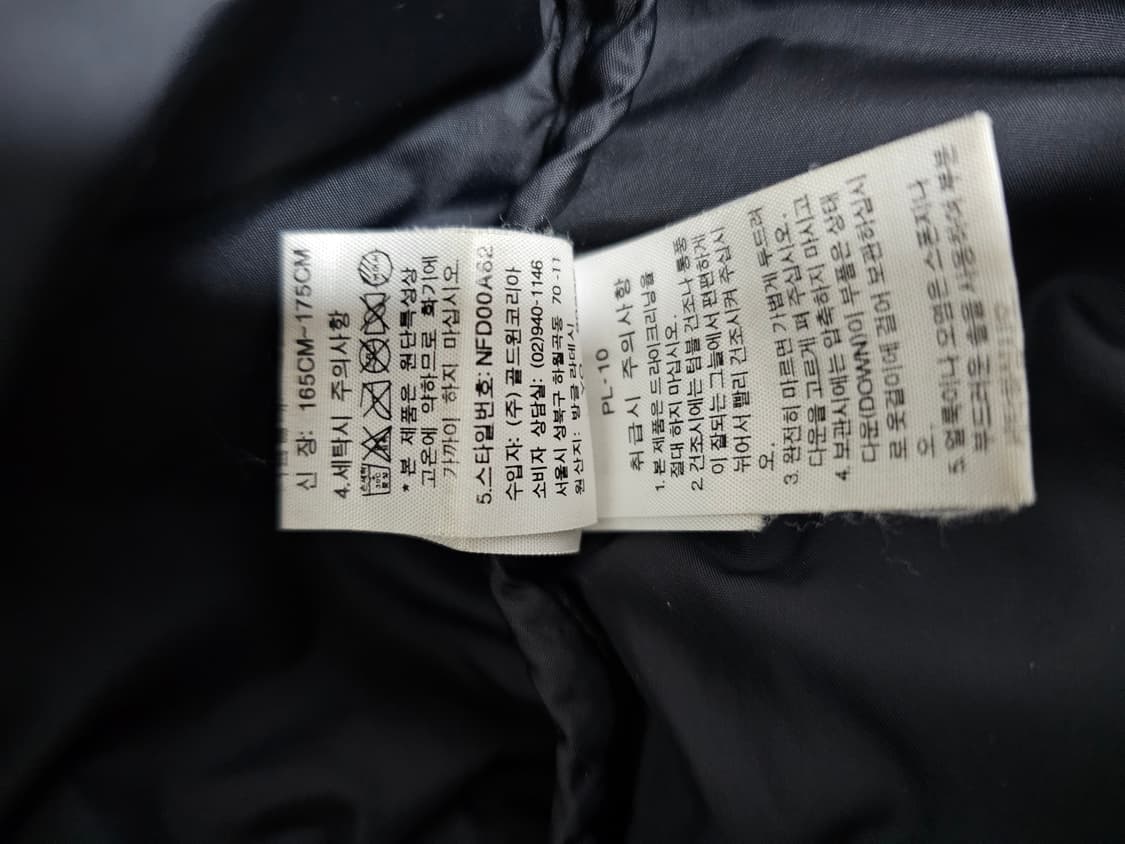 신 장: 165CM-175CM
4.세탁시 주의사항
* 본 제품은 원단특성상
고온에 약하므로 화기에
가까이 하지 마십시오.
5.스타일번호: NFD00A62
수입자: (주) 골드윈코리아
소비자 상담실: (02)940-1146
서울시 성북구 하월곡동 70-11
원산지: 방글라데시
PL-10
취급시 주의사항
1. 본 제품은 드라이크리닝을
절대 하지 마십시오.
2. 건조시에는 텀블 건조나 통풍
이 잘되는 그늘에서 편편하게
뉘어서 빨리 건조시켜 주십시
오.
3. 완전히 마르면 가볍게 두드려
다운을 고르게 펴 주십시오.
4. 보관시에는 압축하지 마시고
다운(DOWN)이 부풀은 상태
로 옷걸이에 걸어 보관하십시
오.
5. 얼룩이나 오염은 스폰지나
부드러운 솔을 사용하여 부분